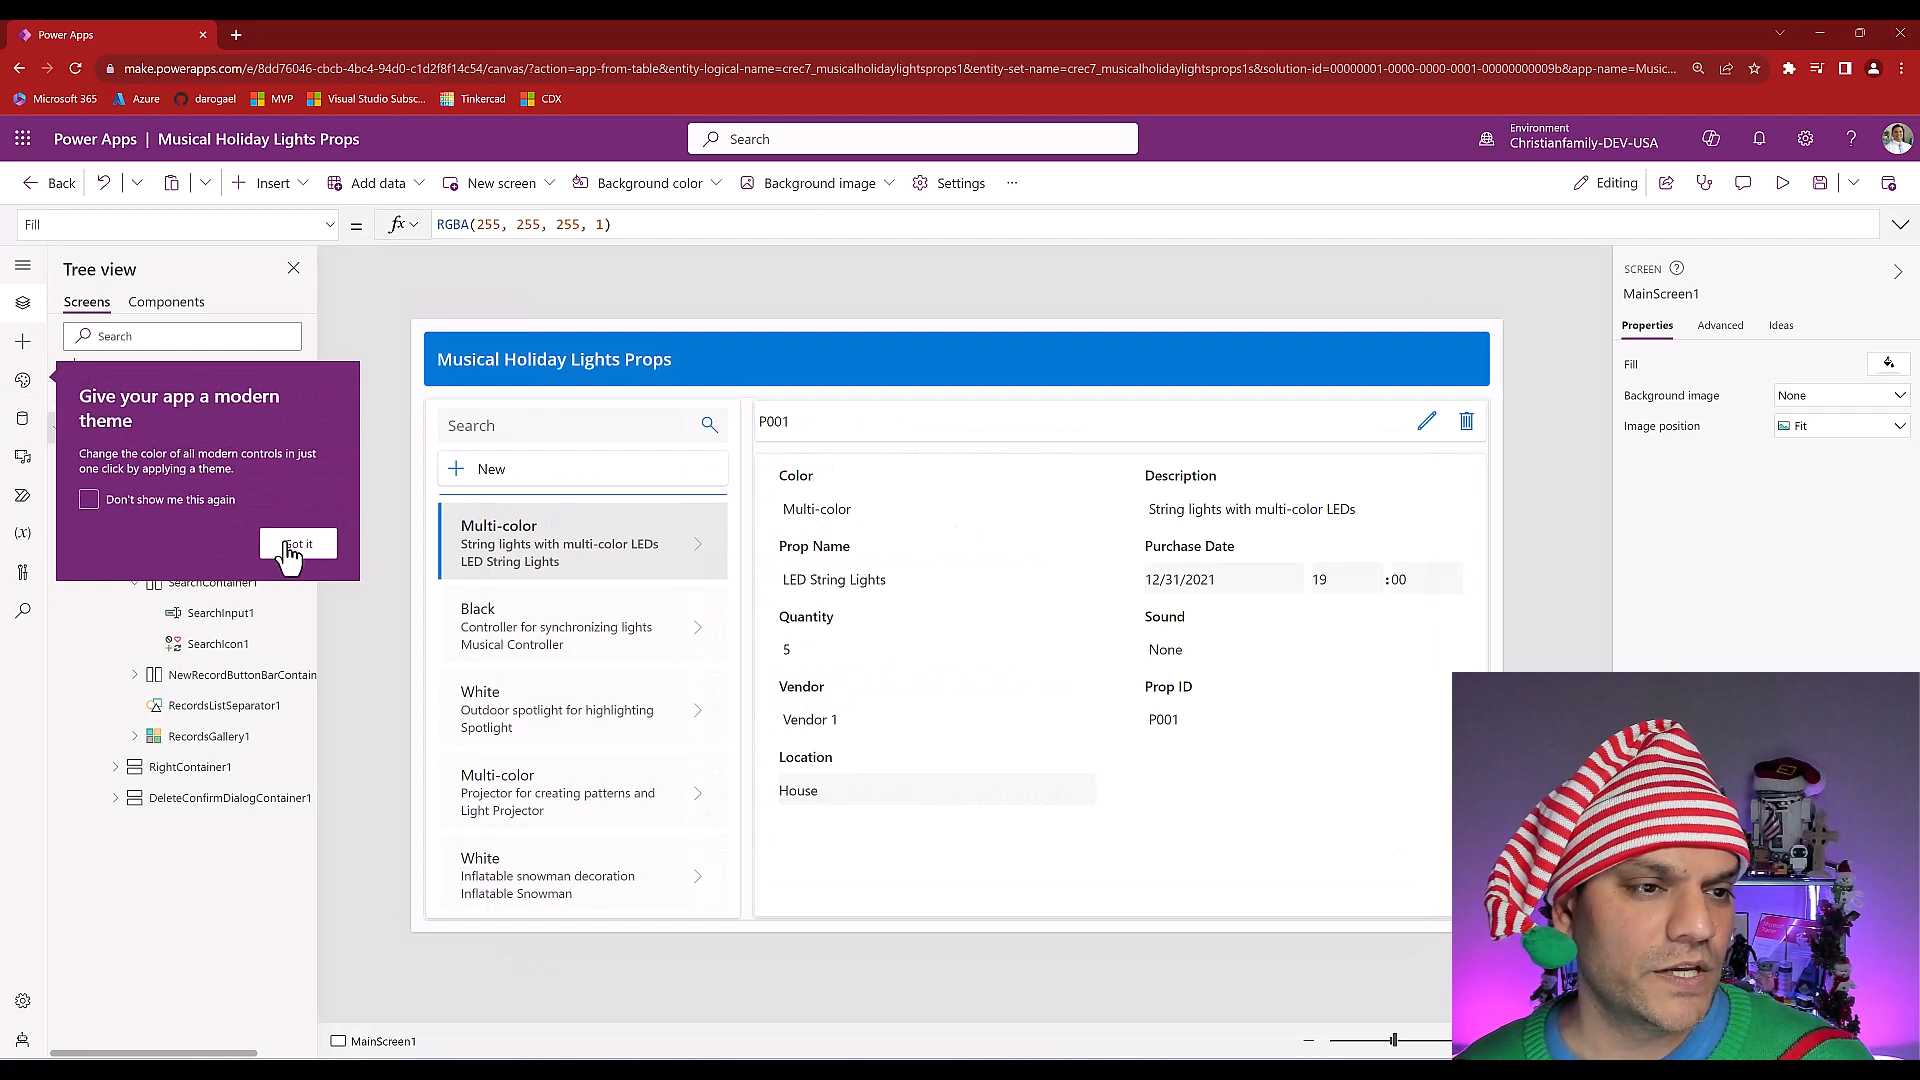 Power Apps
make.powerapps.com/e/8dd76046-cbcb-4bc4-94d0-c1d2f8f14c54/canvas/?action=app-from-table&entity-logical-name=crec7_musicalholidaylightsprops1&entity-set-name=crec7_musicalholidaylightsprops1s&solution-id=00000001-0000-0000-0001-00000000009b&app-name=Music...
Microsoft 365 Azure darogael MVP Visual Studio Subsc... Tinkercad CDX
Power Apps | Musical Holiday Lights Props
Search
Environment
Christianfamily-DEV-USA
Back Insert Add data New screen Background color Background image Settings ... Editing
Fill = fx RGBA(255, 255, 255, 1)
Tree view
Screens Components
Search
Give your app a modern
theme
Change the color of all modern controls in just
one click by applying a theme.
Don't show me this again
SearchContainer1
SearchInput1
SearchIcon1
NewRecordButtonBarContain
RecordsListSeparator1
RecordsGallery1
RightContainer1
DeleteConfirmDialogContainer1
Musical Holiday Lights Props
Search
New
Multi-color
String lights with multi-color LEDs
LED String Lights
Black
Controller for synchronizing lights
Musical Controller
White
Outdoor spotlight for highlighting
Spotlight
Multi-color
Projector for creating patterns and
Light Projector
White
Inflatable snowman decoration
Inflatable Snowman
P001
Color Description
Multi-color String lights with multi-color LEDs
Prop Name Purchase Date
LED String Lights 12/31/2021 19 :00
Quantity Sound
5 None
Vendor Prop ID
Vendor 1 P001
Location
House
SCREEN
MainScreen1
Properties Advanced Ideas
Fill
Background image None
Image position Fit
MainScreen1